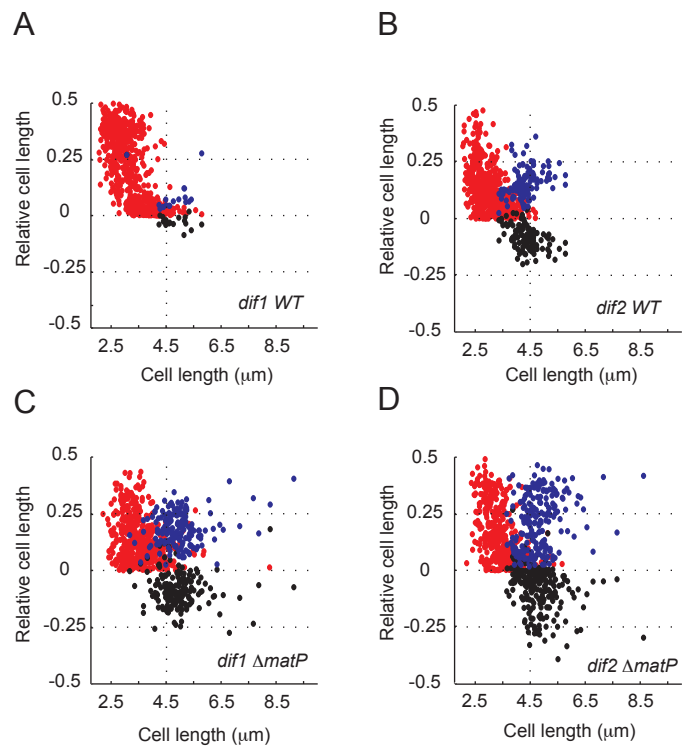 A
B
Relative cell length
0.5
0.25
0
-0.25
-0.5
dif1 WT
2.5 4.5 6.5 8.5
Cell length (μm)
Relative cell length
0.5
0.25
0
-0.25
-0.5
dif2 WT
2.5 4.5 6.5 8.5
Cell length (μm)
C
D
Relative cell length
0.5
0.25
0
-0.25
-0.5
dif1 ΔmatP
2.5 4.5 6.5 8.5
Cell length (μm)
Relative cell length
0.5
0.25
0
-0.25
-0.5
dif2 ΔmatP
2.5 4.5 6.5 8.5
Cell length (μm)